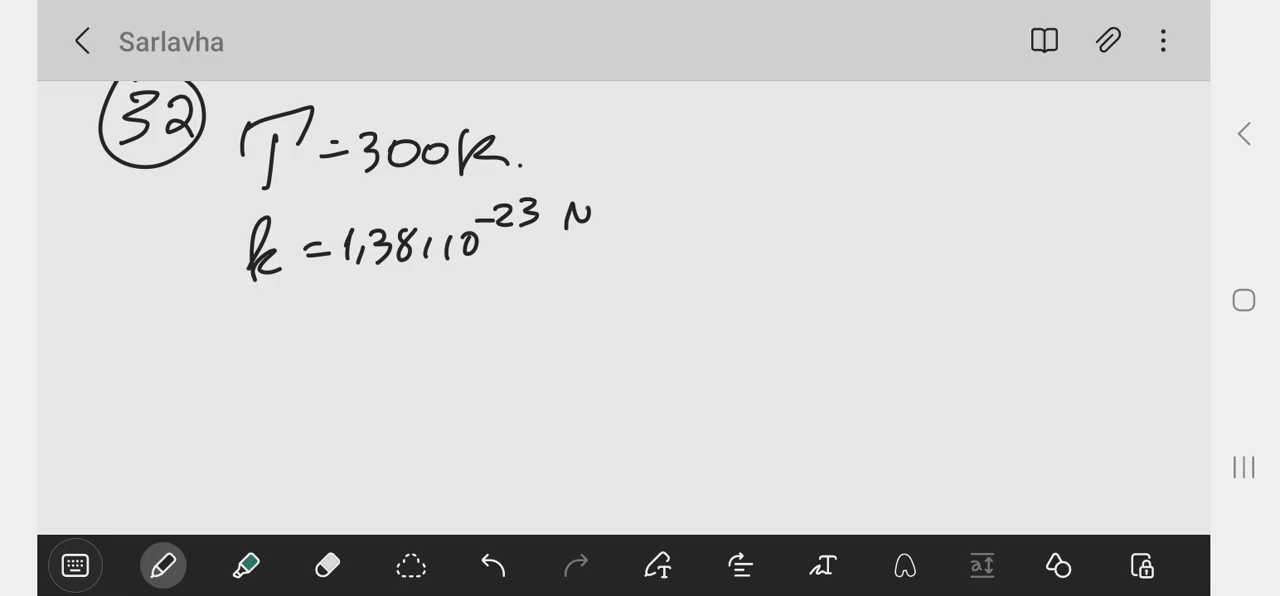 Sarlavha
32 T = 300K.
k = 1,38·10^-23 N